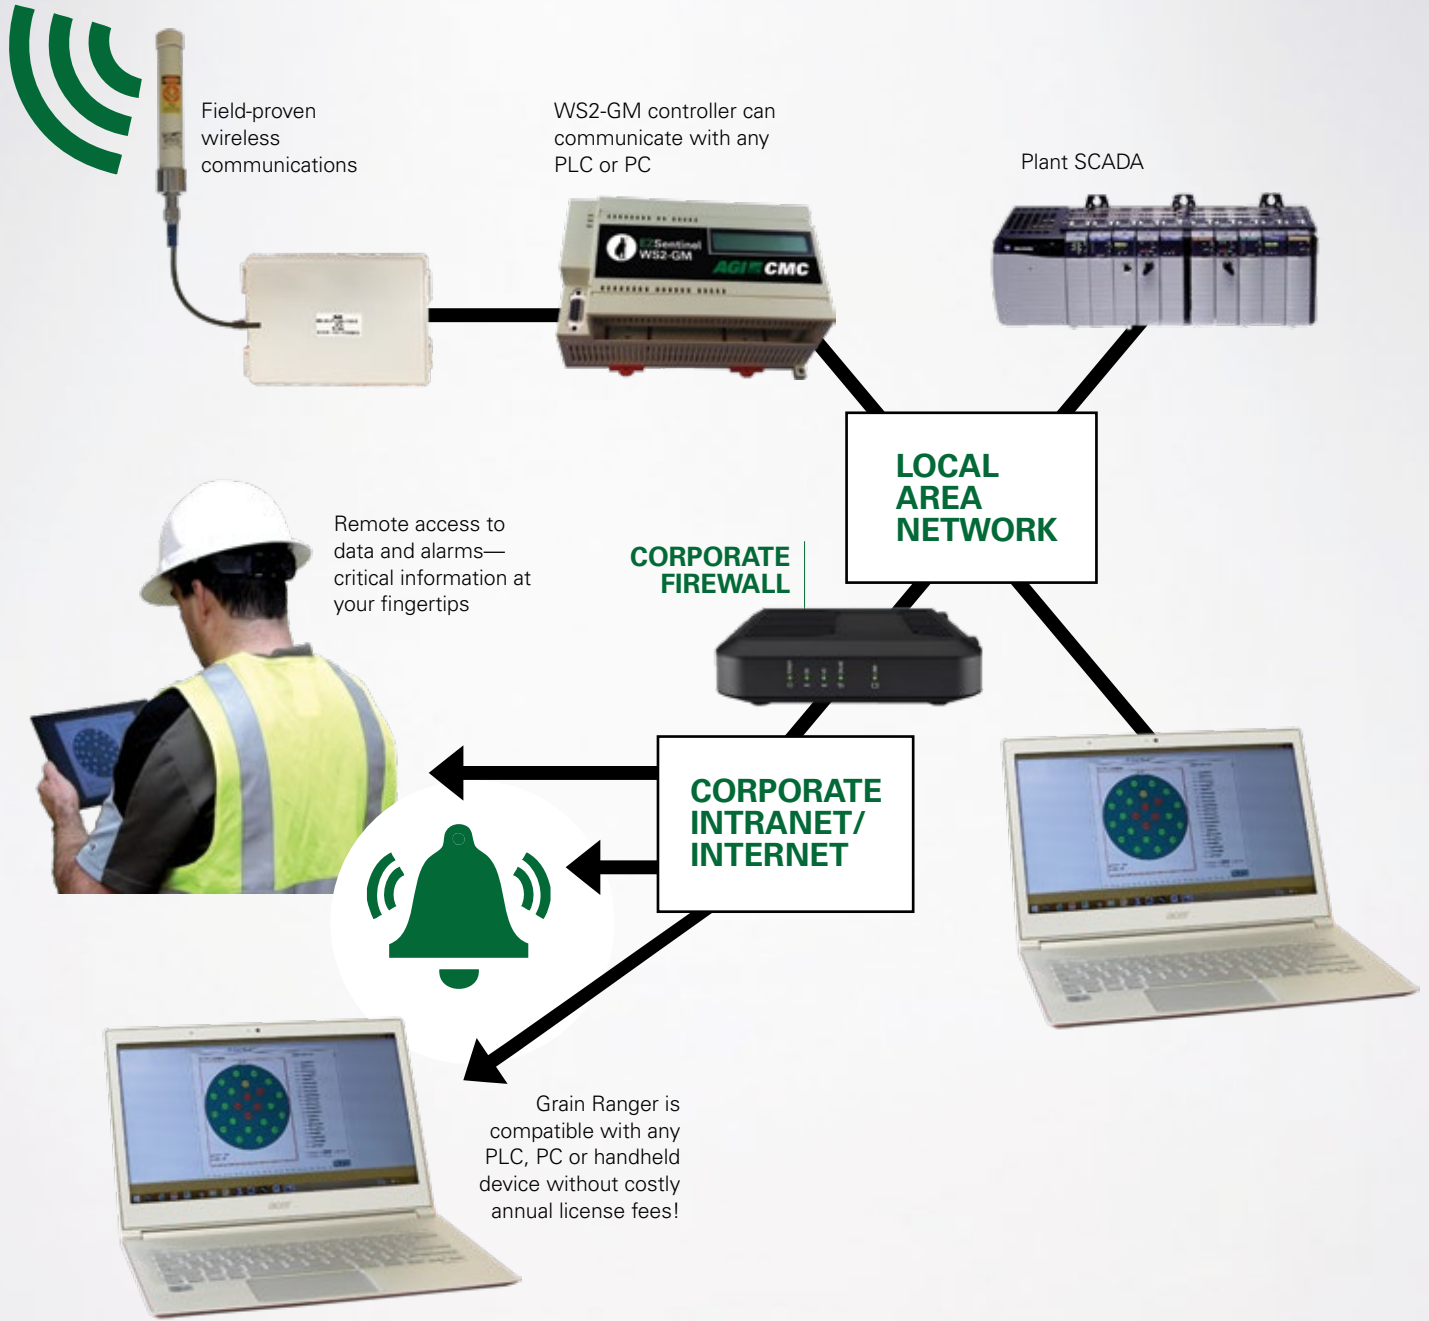 Field-proven
wireless
communications
WS2-GM controller can
communicate with any
PLC or PC
Plant SCADA
EZSentinel
WS2-GM
AGI CMC
LOCAL
AREA
NETWORK
Remote access to
data and alarms—
critical information at
your fingertips
CORPORATE
FIREWALL
CORPORATE
INTRANET/
INTERNET
acer
Grain Ranger is
compatible with any
PLC, PC or handheld
device without costly
annual license fees!
acer